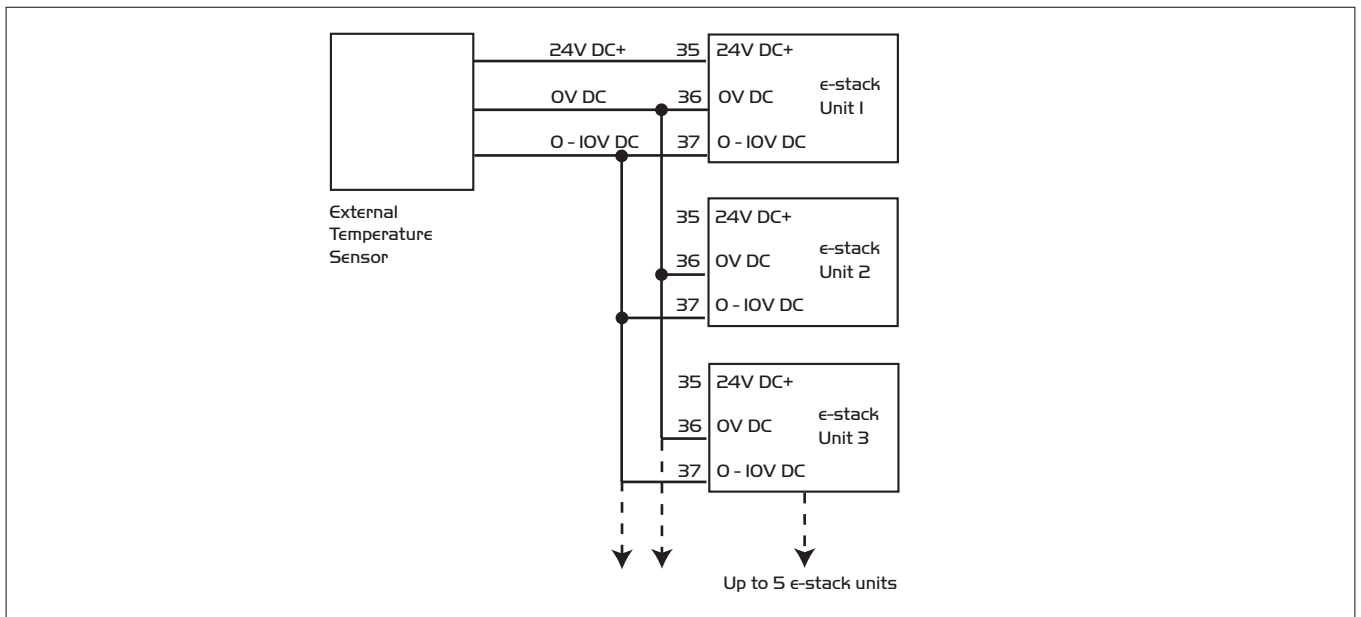 24V DC+ 35 24V DC+
0V DC 36 0V DC
e-stack
Unit 1
0 - 10V DC 37 0 - 10V DC
External
Temperature
Sensor
35 24V DC+
36 0V DC
e-stack
Unit 2
37 0 - 10V DC
35 24V DC+
36 0V DC
e-stack
Unit 3
37 0 - 10V DC
Up to 5 e-stack units